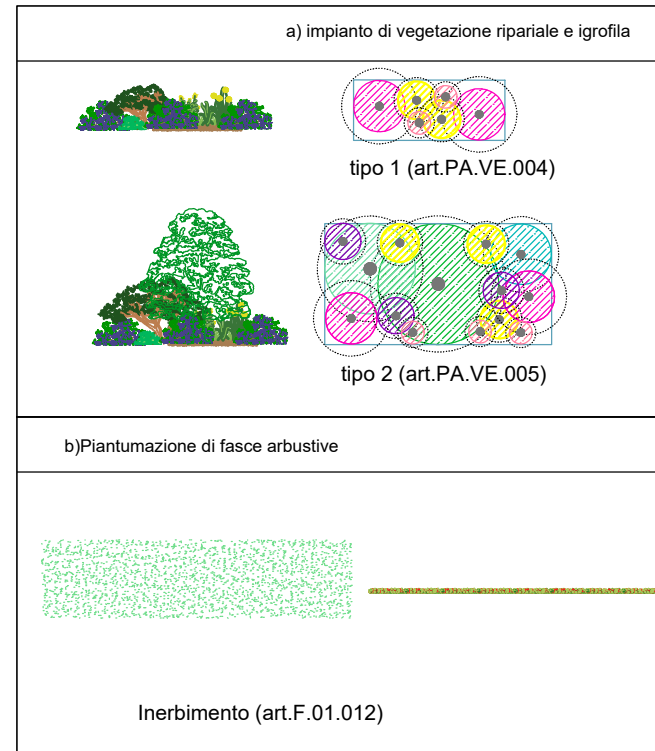 a) impianto di vegetazione ripariale e igrofila
tipo 1 (art.PA.VE.004)
tipo 2 (art.PA.VE.005)
b)Piantumazione di fasce arbustive
Inerbimento (art.F.01.012)